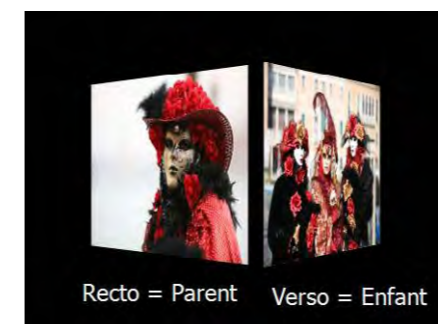 Recto = Parent
Verso = Enfant